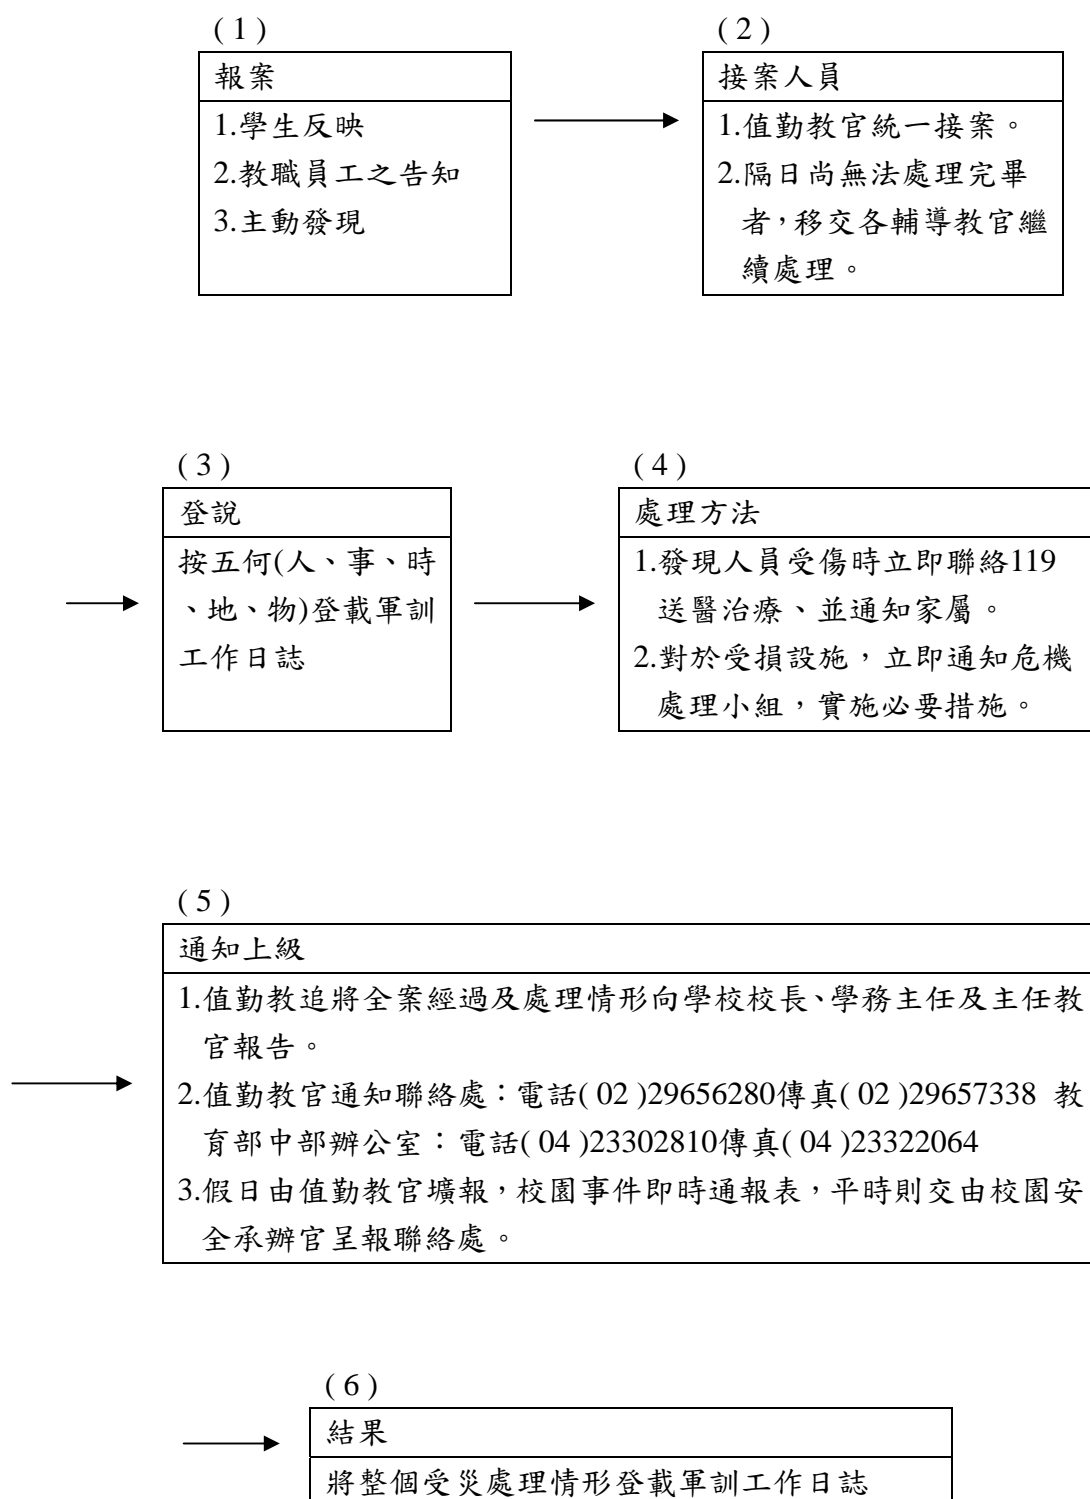 (1)
報案
1.學生反映
2.教職員工之告知
3.主動發現
(2)
接案人員
1.值勤教官統一接案。
2.隔日尚無法處理完畢
者，移交各輔導教官繼
續處理。
(3)
登說
按五何(人、事、時
、地、物)登載軍訓
工作日誌
(4)
處理方法
1.發現人員受傷時立即聯絡119
送醫治療、並通知家屬。
2.對於受損設施，立即通知危機
處理小組，實施必要措施。
(5)
通知上級
1.值勤教追將全案經過及處理情形向學校校長、學務主任及主任教
官報告。
2.值勤教官通知聯絡處：電話(02)29656280傳真(02)29657338 教
育部中部辦公室：電話(04)23302810傳真(04)23322064
3.假日由值勤教官壙報，校園事件即時通報表，平時則交由校園安
全承辦官呈報聯絡處。
(6)
結果
將整個受災處理情形登載軍訓工作日誌